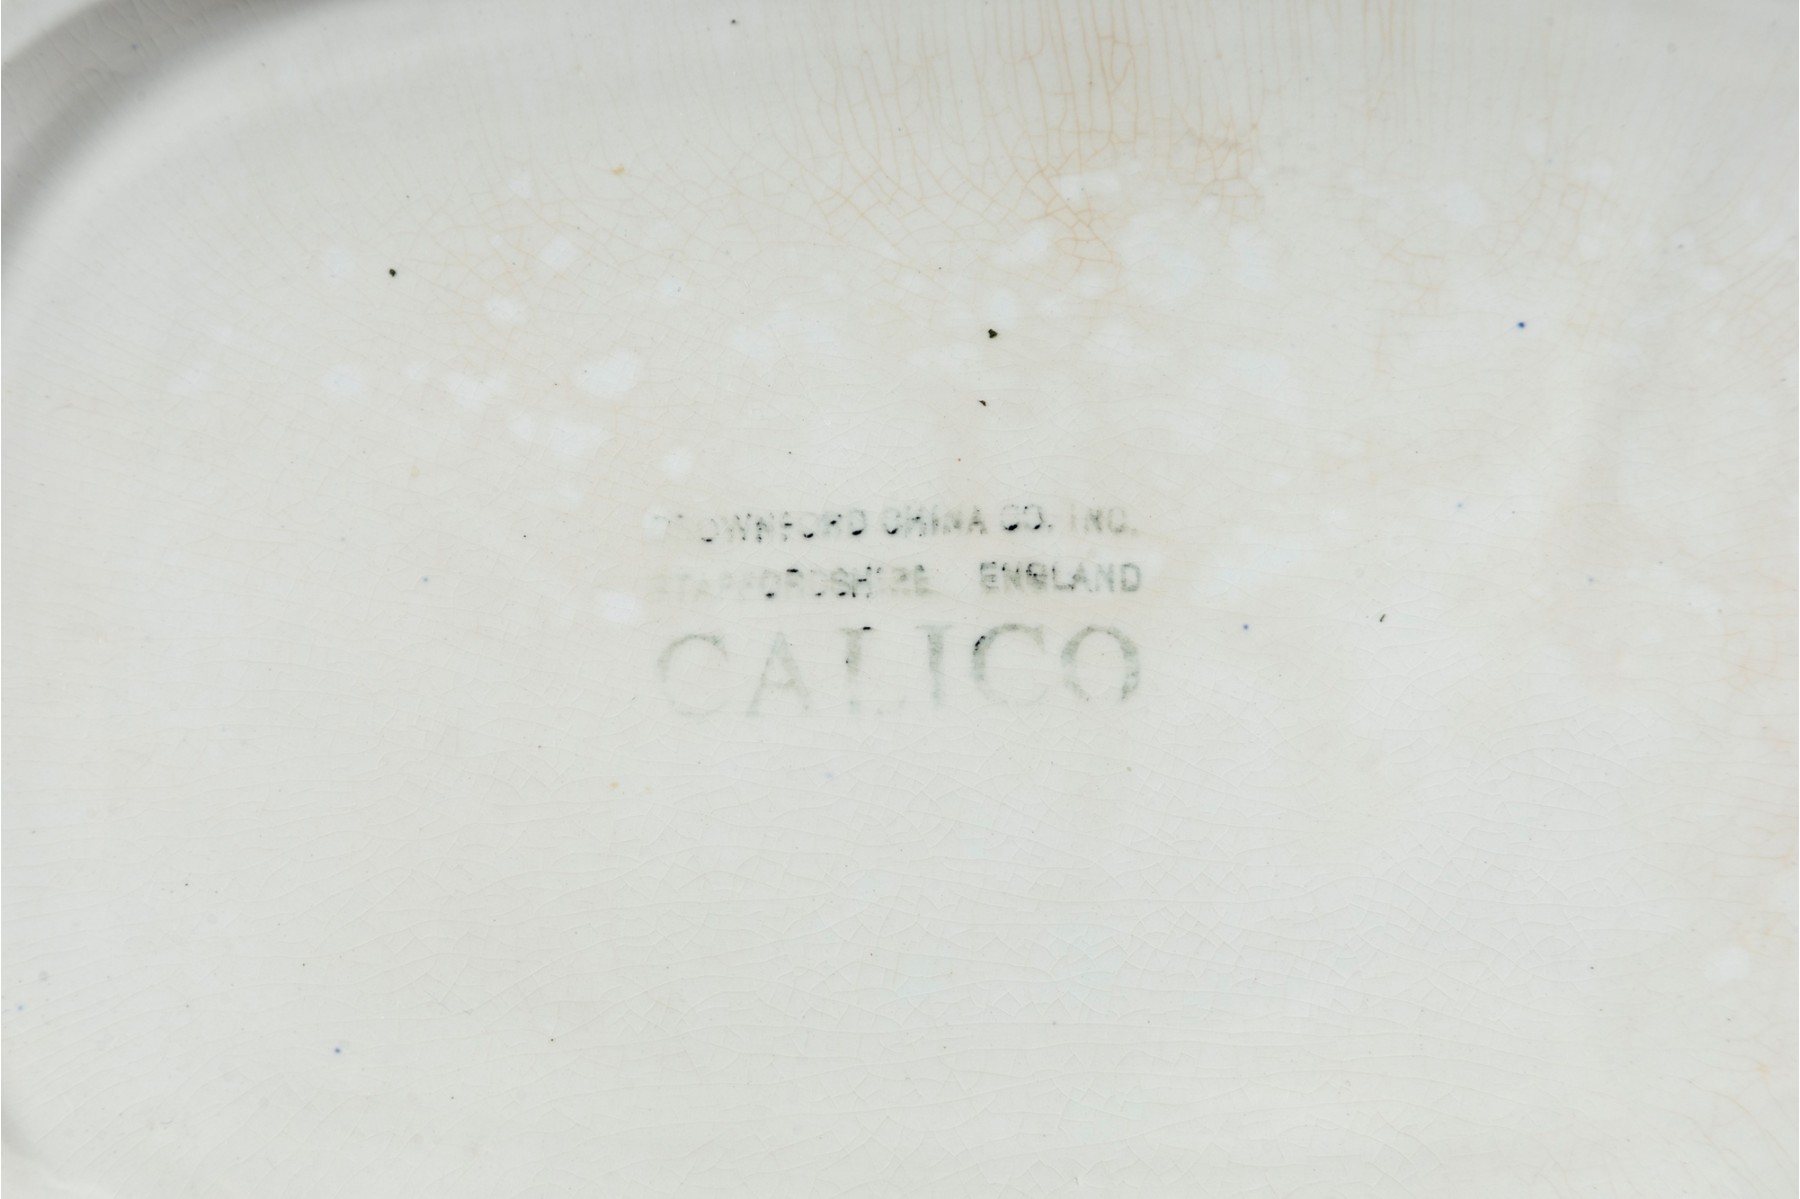 CROWNFORD CHINA CO. INC.
STAFFORDSHIRE ENGLAND
CALICO